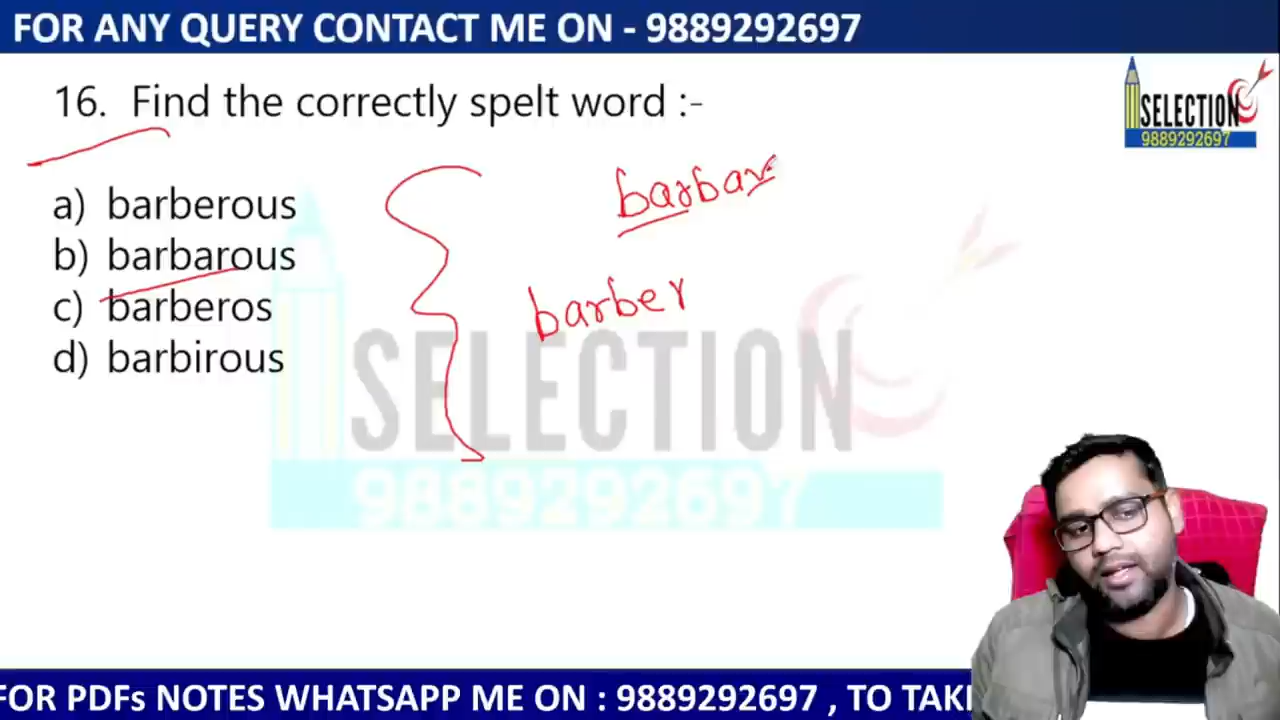 FOR ANY QUERY CONTACT ME ON - 9889292697
16. Find the correctly spelt word :-
SELECTION
9889292697
a) barberous
b) barbarous
c) barberos
d) barbirous
barbar
barber
SELECTION
9889292697
FOR PDFs NOTES WHATSAPP ME ON : 9889292697 , TO TAKE